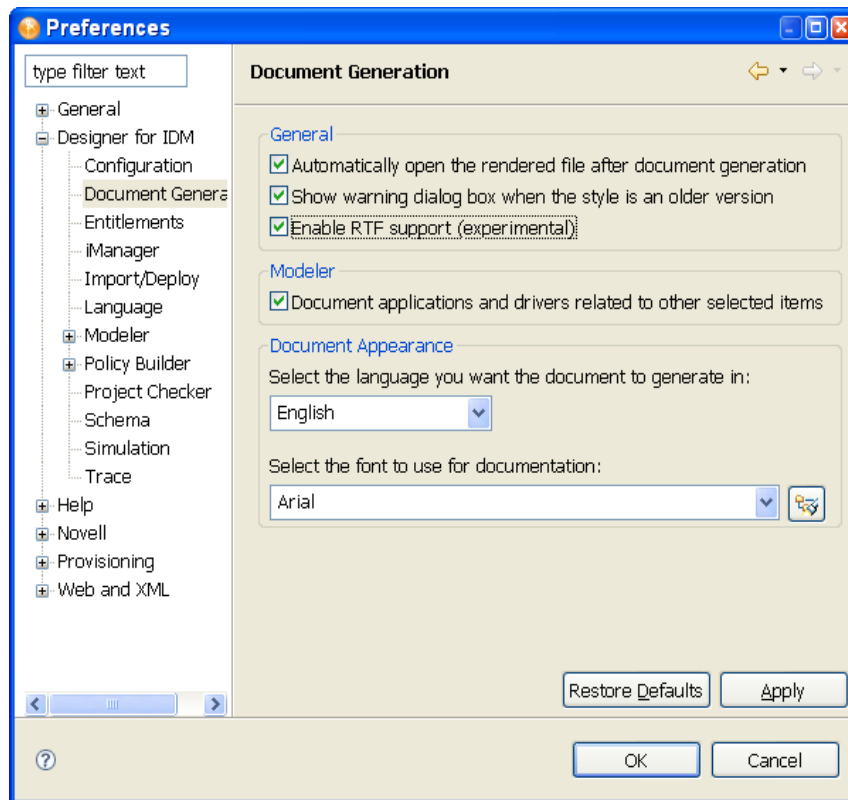 Preferences
type filter text
General
Designer for IDM
Configuration
Document Genera
Entitlements
iManager
Import/Deploy
Language
Modeler
Policy Builder
Project Checker
Schema
Simulation
Trace
Help
Novell
Provisioning
Web and XML
Document Generation
General
Automatically open the rendered file after document generation
Show warning dialog box when the style is an older version
Enable RTF support (experimental)
Modeler
Document applications and drivers related to other selected items
Document Appearance
Select the language you want the document to generate in:
English
Select the font to use for documentation:
Arial
Restore Defaults
Apply
OK
Cancel